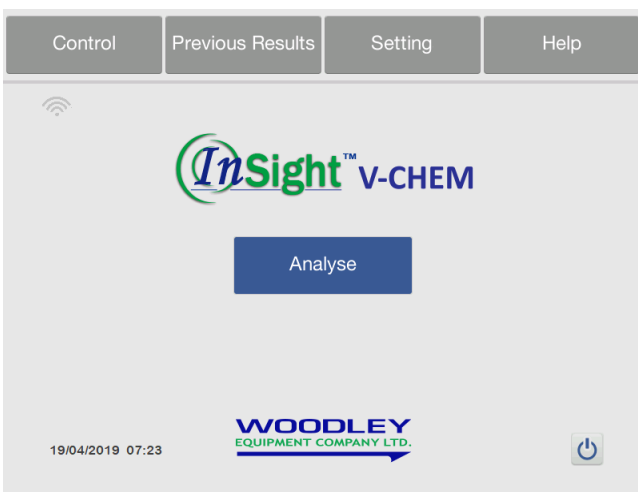 Control
Previous Results
Setting
Help
InSight™ V-CHEM
Analyse
WOODLEY
EQUIPMENT COMPANY LTD.
19/04/2019 07:23